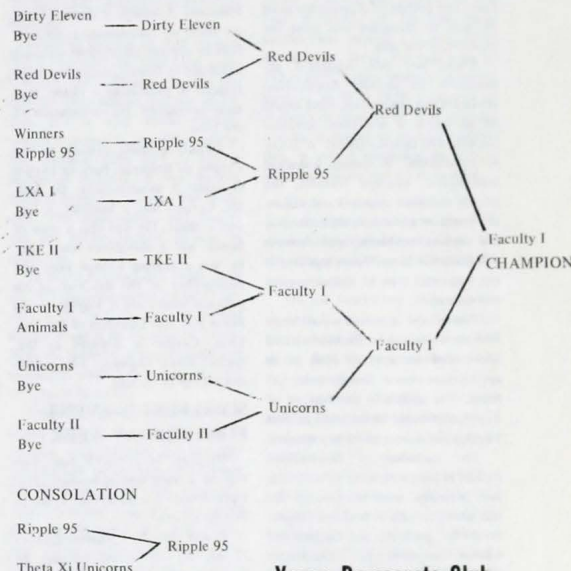 Dirty Eleven
Bye
Dirty Eleven
Red Devils
Red Devils
Bye
Red Devils
Red Devils
Winners
Ripple 95
Ripple 95
Ripple 95
LXA I
Bye
LXA I
Faculty I
CHAMPION
TKE II
Bye
TKE II
Faculty I
Faculty I
Animals
Faculty I
Faculty I
Unicorns
Bye
Unicorns
Unicorns
Faculty II
Bye
Faculty II
CONSOLATION
Ripple 95
Ripple 95
Theta Xi Unicorns